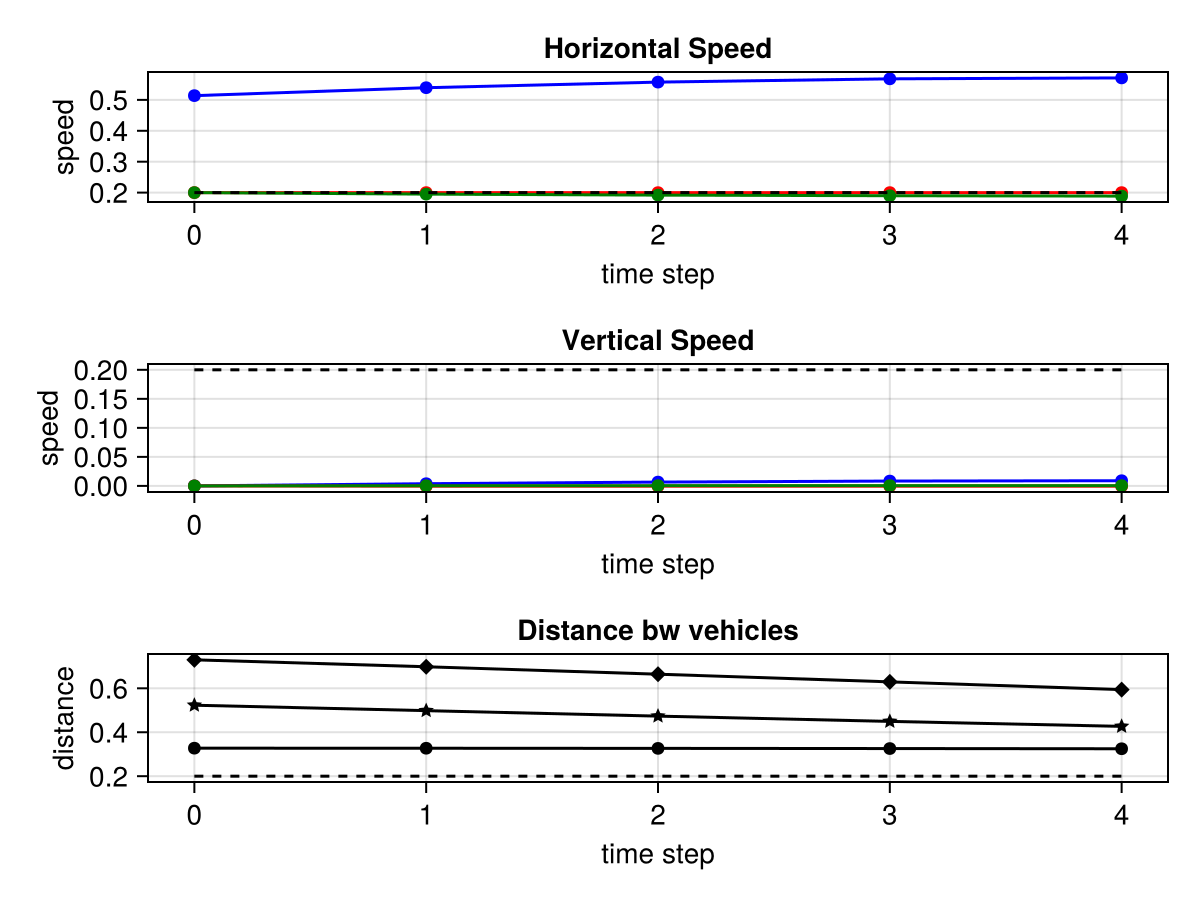 Horizontal Speed
speed
0.5
0.4
0.3
0.2
0 1 2 3 4
time step
Vertical Speed
speed
0.20
0.15
0.10
0.05
0.00
0 1 2 3 4
time step
Distance bw vehicles
distance
0.6
0.4
0.2
0 1 2 3 4
time step